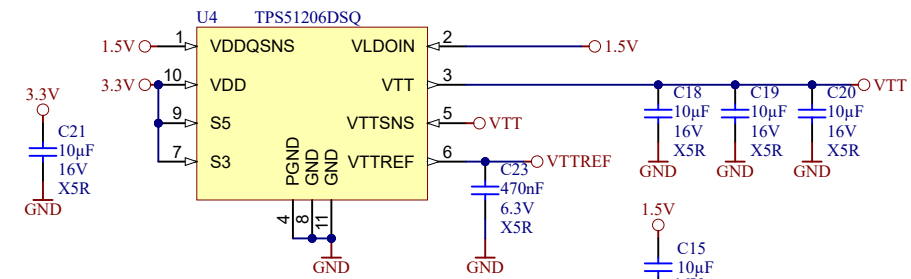 U4 TPS51206DSQ
1.5V 1 VDDQSNS VLDOIN 2 1.5V
3.3V 10 VDD VTT 3 VTT
9 S5 VTTSNS 5 VTT
7 S3 VTTREF 6 VTTREF
PGND GND GND
4 8 11
GND
3.3V
C21
10µF
16V
X5R
GND
C23
470nF
6.3V
X5R
GND
C18
10µF
16V
X5R
GND
C19
10µF
16V
X5R
GND
C20
10µF
16V
X5R
GND
1.5V
C15
10µF